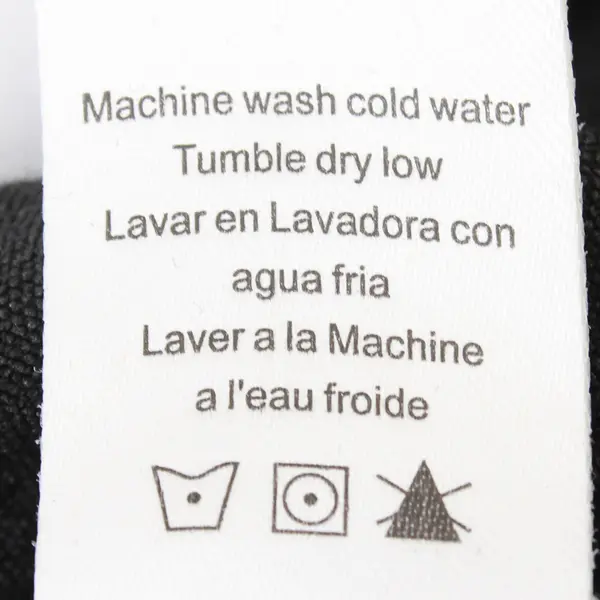 Machine wash cold water
Tumble dry low
Lavar en Lavadora con
agua fria
Laver a la Machine
a l'eau froide